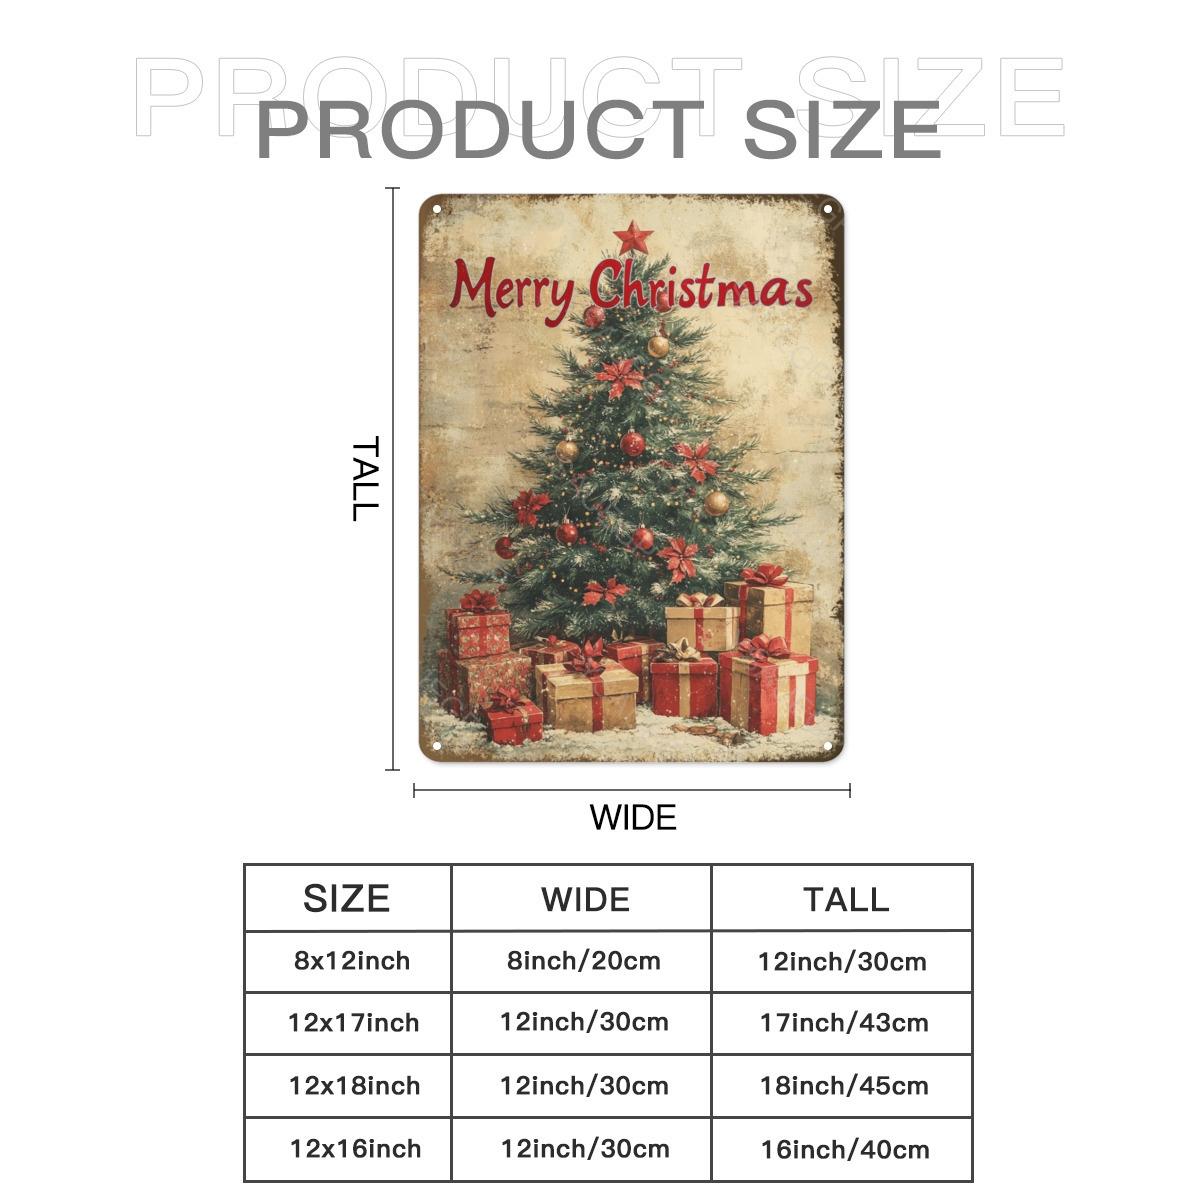 PRODUCT SIZE
PRODUCT SIZE
Merry Christmas
TALL
WIDE
SIZE WIDE TALL
8x12inch 8inch/20cm 12inch/30cm
12x17inch 12inch/30cm 17inch/43cm
12x18inch 12inch/30cm 18inch/45cm
12x16inch 12inch/30cm 16inch/40cm